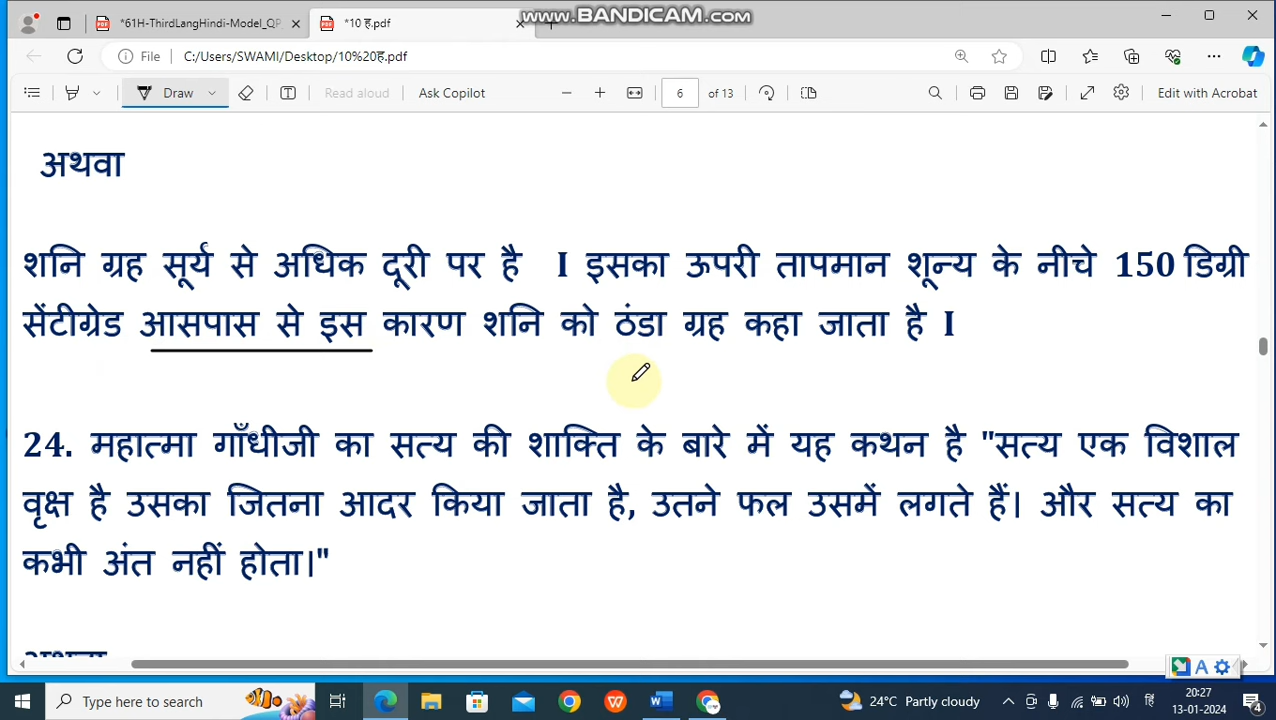 www.BANDICAM.com
*61H-ThirdLangHindi-Model_QP
*10 ह.pdf
File C:/Users/SWAMI/Desktop/10%20ह.pdf
Draw Read aloud Ask Copilot 6 of 13 Edit with Acrobat
अथवा
शनि ग्रह सूर्य से अधिक दूरी पर है I इसका ऊपरी तापमान शून्य के नीचे 150 डिग्री
सेंटीग्रेड आसपास से इस कारण शनि को ठंडा ग्रह कहा जाता है I
24. महात्मा गाँधीजी का सत्य की शाक्ति के बारे में यह कथन है "सत्य एक विशाल
वृक्ष है उसका जितना आदर किया जाता है, उतने फल उसमें लगते हैं। और सत्य का
कभी अंत नहीं होता।"
अथवा
A
Type here to search 24°C Partly cloudy हि 20:27
13-01-2024 4